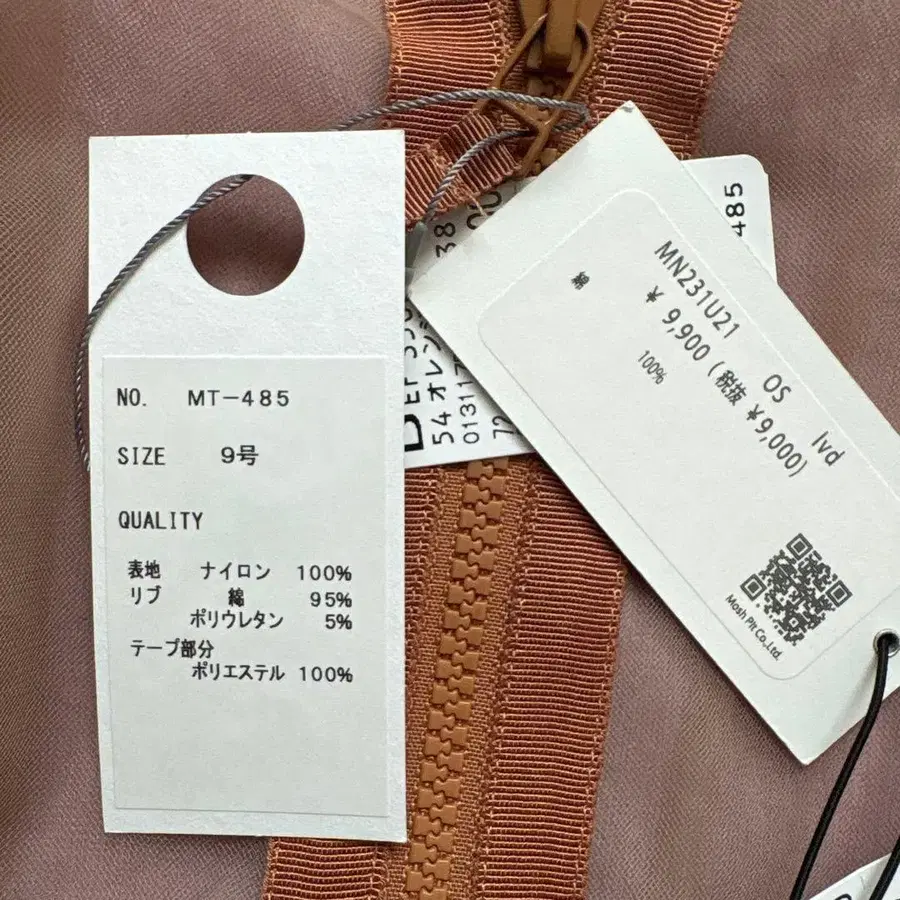 NO. MT-485
SIZE 9号
QUALITY
表地 ナイロン 100%
リブ 綿 95%
ポリウレタン 5%
テープ部分
ポリエステル 100%
MN231U21 OS lvd
¥ 9,900 (税抜 ¥9,000)
綿 100%
Mosh Pit Co.,Ltd.
38
485
54 オレン
0131
72